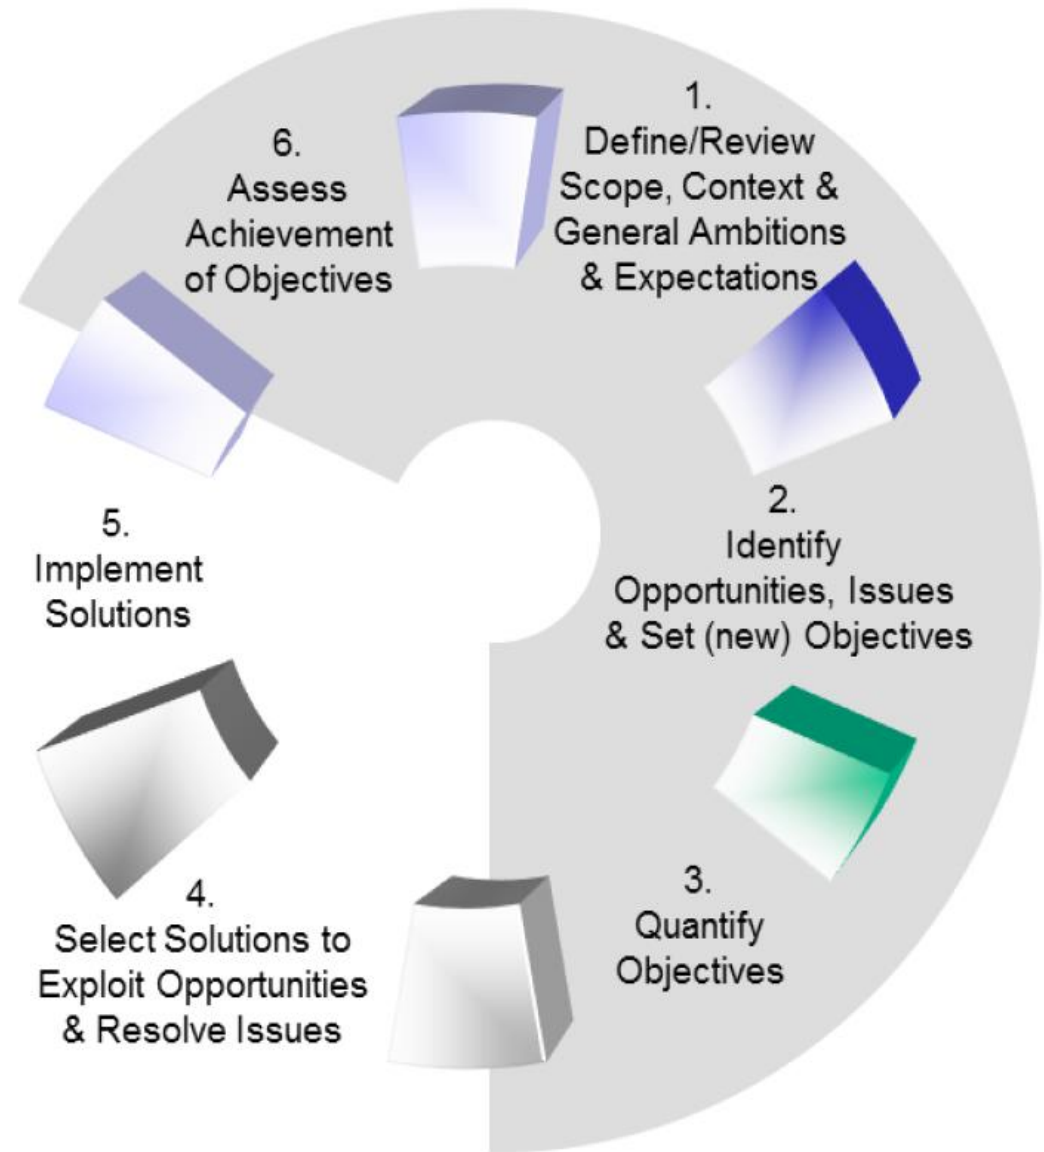 1.
Define/Review
Scope, Context &
General Ambitions
& Expectations
2.
Identify
Opportunities, Issues
& Set (new) Objectives
3.
Quantify
Objectives
4.
Select Solutions to
Exploit Opportunities
& Resolve Issues
5.
Implement
Solutions
6.
Assess
Achievement
of Objectives